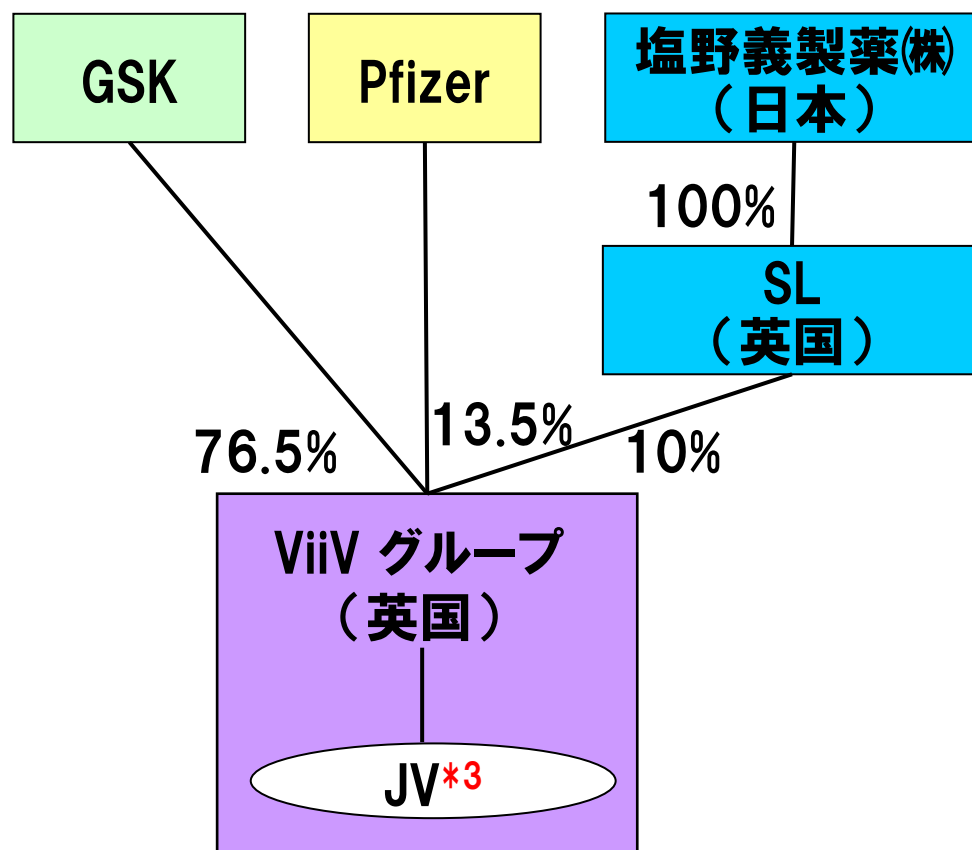 GSK
Pfizer
塩野義製薬㈱
（日本）
100%
SL
（英国）
76.5%
13.5%
10%
ViiV グループ
（英国）
JV*3